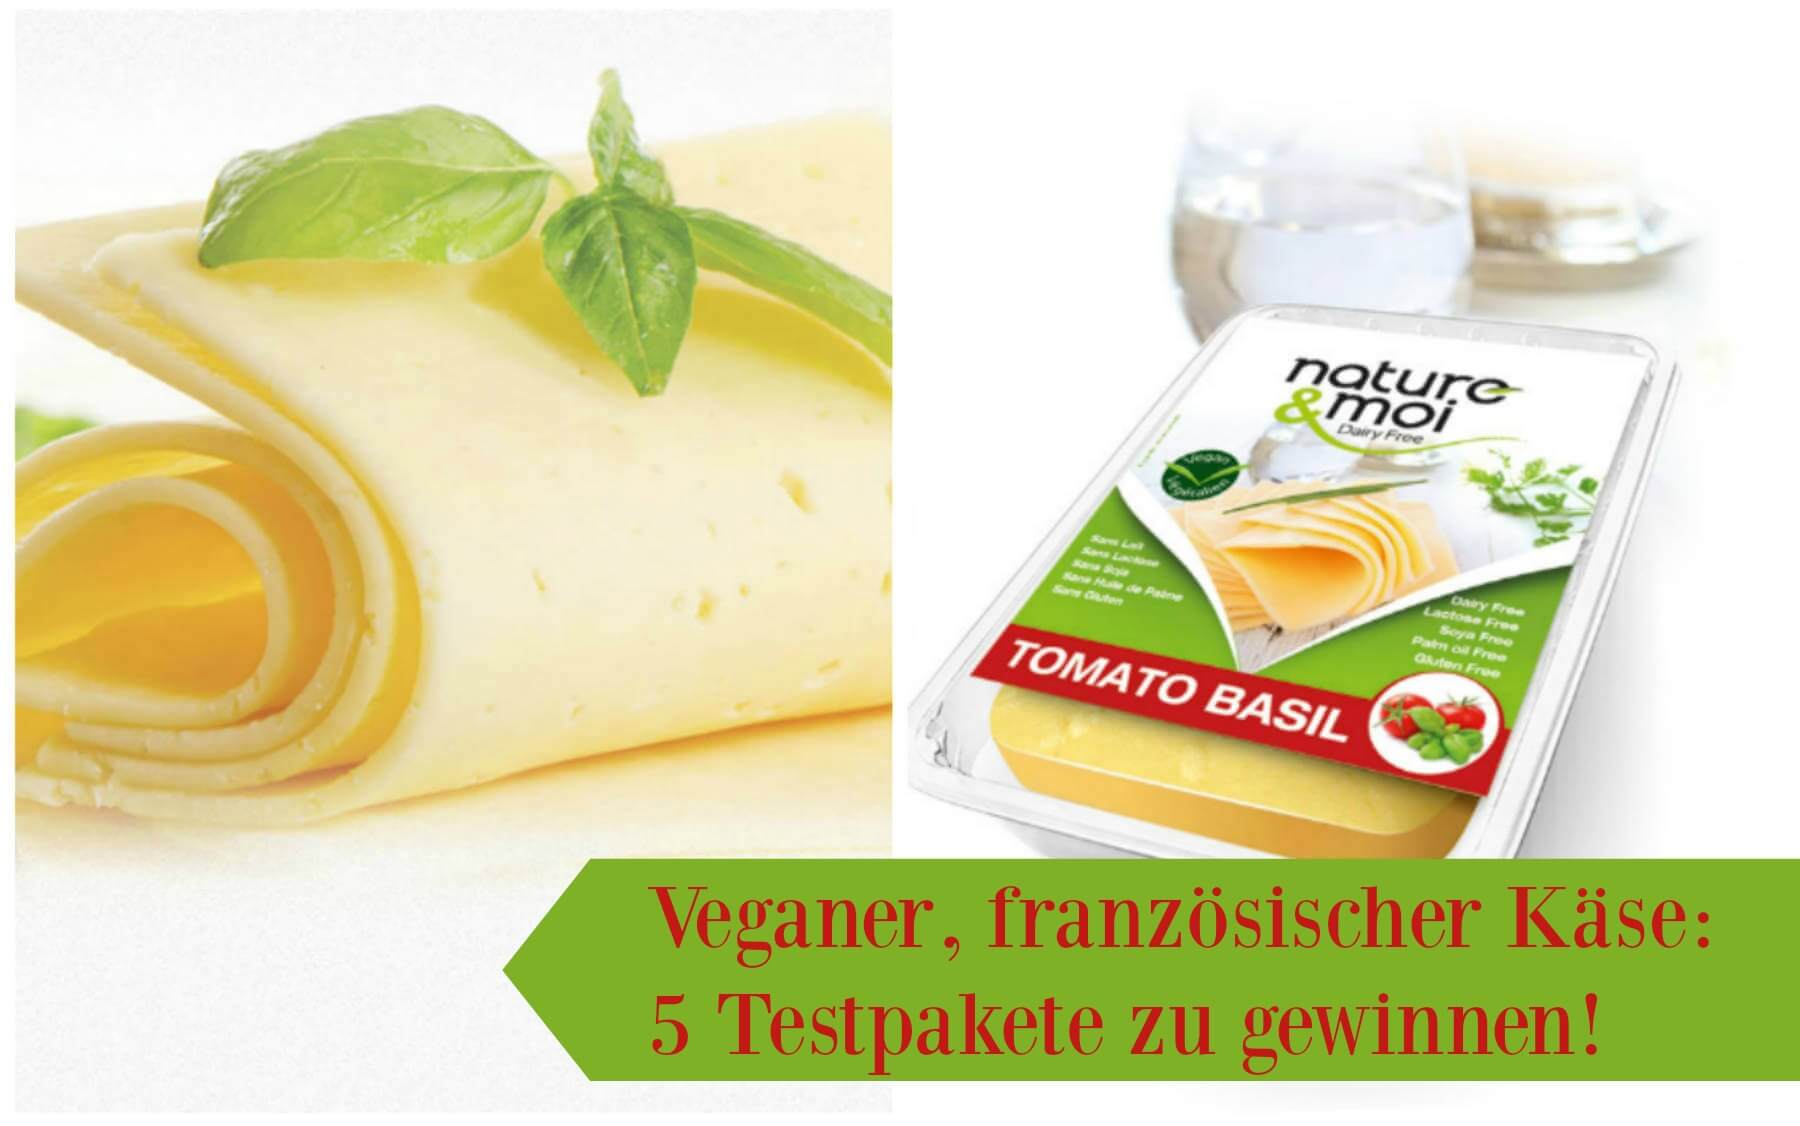 nature
&moi
Dairy Free
Vegan
Végétalien
Sans Lait
Sans Lactose
Sans Soja
Sans Huile de Palme
Sans Gluten
Dairy Free
Lactose Free
Soya Free
Palm oil Free
Gluten Free
TOMATO BASIL
Veganer, französischer Käse:
5 Testpakete zu gewinnen!